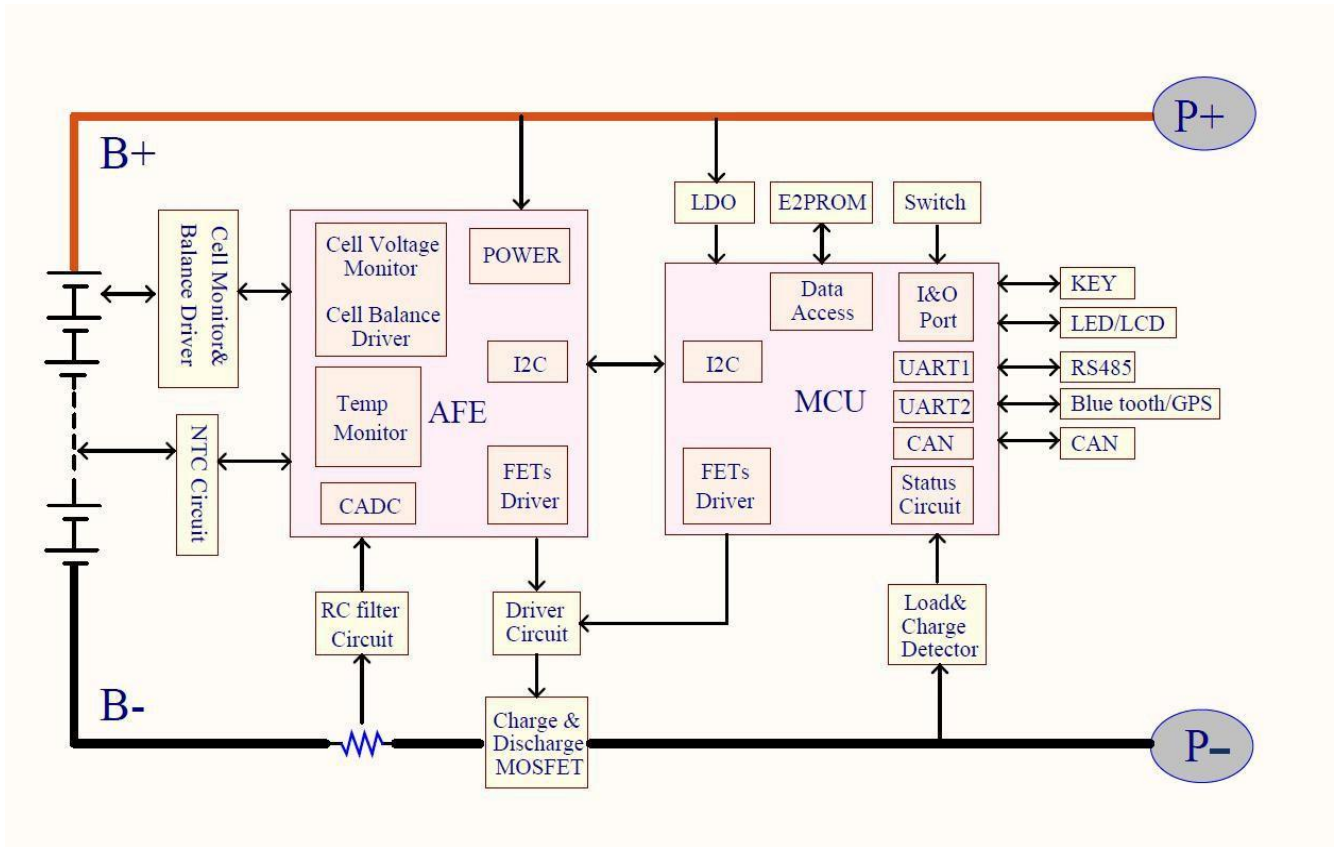 P+
B+
LDO
E2PROM
Switch
Cell Monitor&
Balance Driver
Cell Voltage
Monitor
Cell Balance
Driver
POWER
I2C
Temp
Monitor
AFE
FETs
Driver
CADC
NTC Circuit
Data
Access
I&O
Port
I2C
MCU
UART1
UART2
CAN
Status
Circuit
FETs
Driver
KEY
LED/LCD
RS485
Blue tooth/GPS
CAN
RC filter
Circuit
Driver
Circuit
Load&
Charge
Detector
B-
Charge &
Discharge
MOSFET
P-